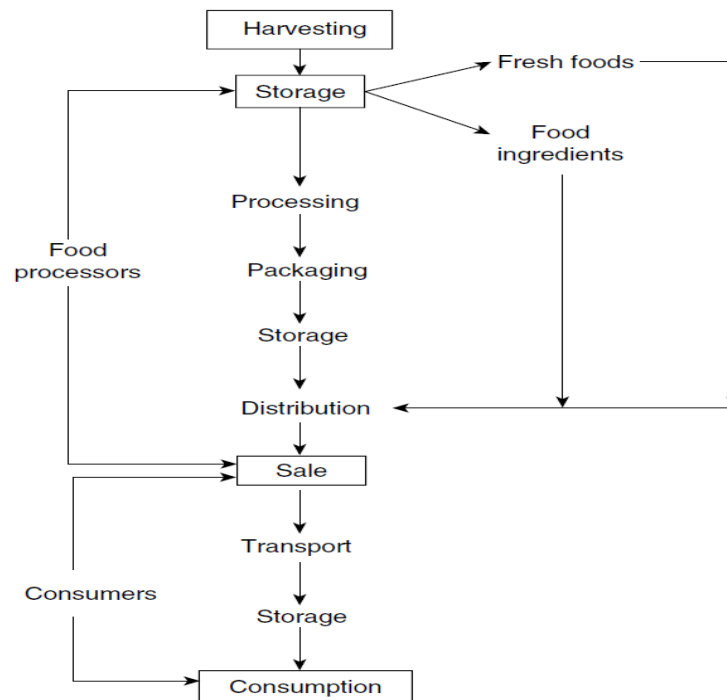 Harvesting
Fresh foods
Storage
Food
ingredients
Processing
Food
processors
Packaging
Storage
Distribution
Sale
Transport
Consumers
Storage
Consumption